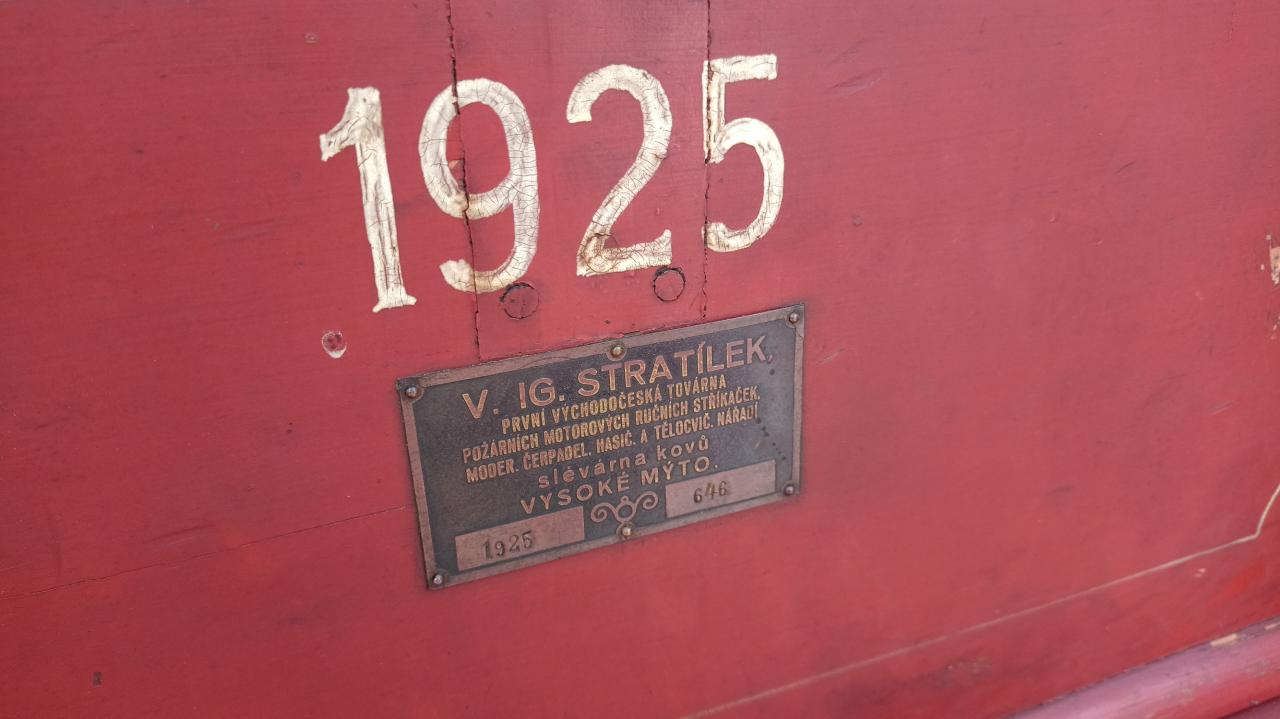 1925
V. IG. STRATÍLEK,
PRVNÍ VÝCHODOČESKÁ TOVÁRNA
POŽÁRNÍCH MOTOROVÝCH RUČNÍCH STŘÍKAČEK,
MODER. ČERPADEL, HASIČ. A TĚLOCVIČ. NÁŘADÍ
slévárna kovů
VYSOKÉ MÝTO.
1925 646